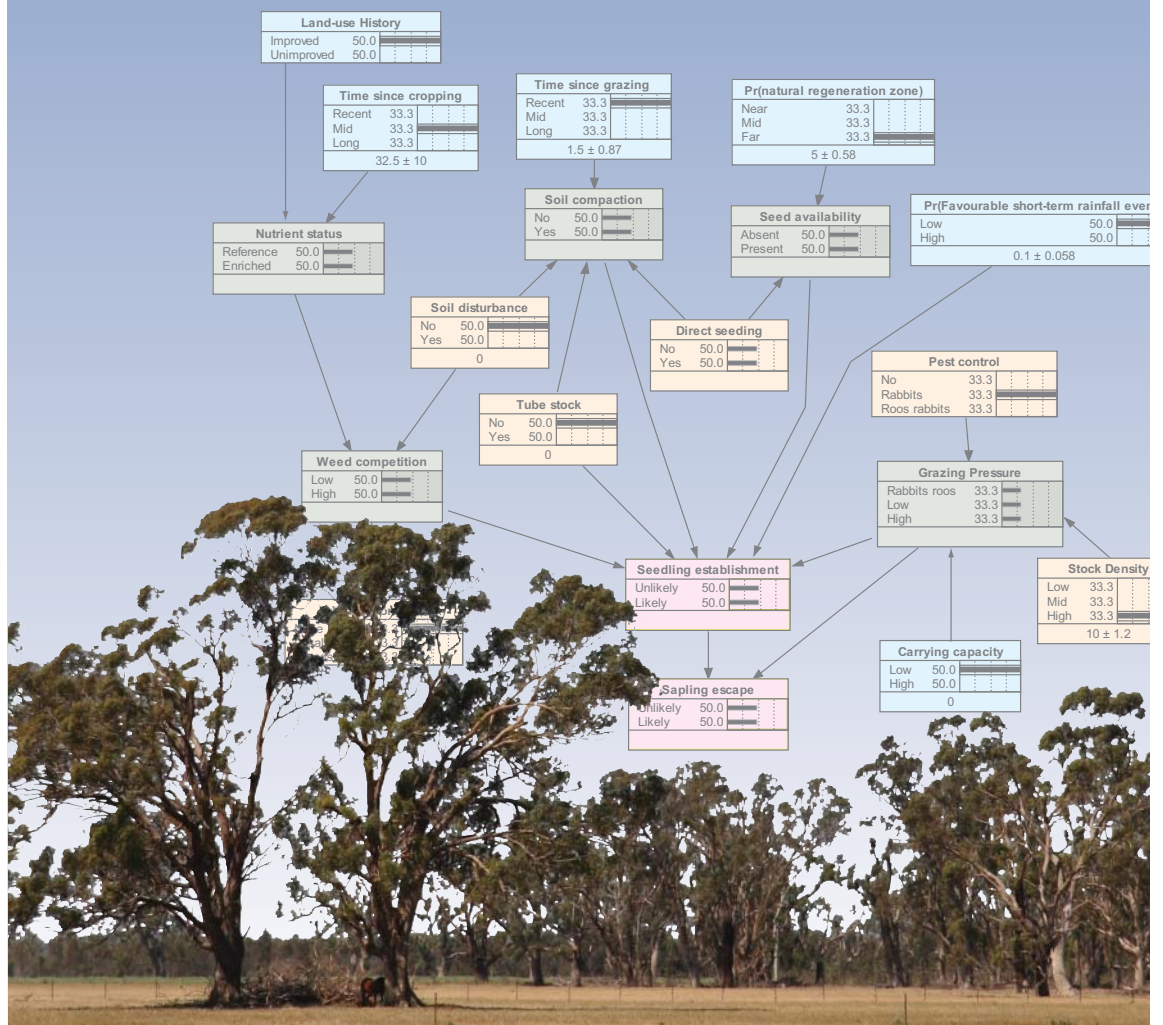 Land-use History
Improved 50.0
Unimproved 50.0
Time since cropping
Recent 33.3
Mid 33.3
Long 33.3
32.5 ± 10
Time since grazing
Recent 33.3
Mid 33.3
Long 33.3
1.5 ± 0.87
Pr(natural regeneration zone)
Near 33.3
Mid 33.3
Far 33.3
5 ± 0.58
Soil compaction
No 50.0
Yes 50.0
Seed availability
Absent 50.0
Present 50.0
Pr(Favourable short-term rainfall ever
Low 50.0
High 50.0
0.1 ± 0.058
Nutrient status
Reference 50.0
Enriched 50.0
Soil disturbance
No 50.0
Yes 50.0
0
Direct seeding
No 50.0
Yes 50.0
Pest control
No 33.3
Rabbits 33.3
Roos rabbits 33.3
Tube stock
No 50.0
Yes 50.0
0
Weed competition
Low 50.0
High 50.0
Grazing Pressure
Rabbits roos 33.3
Low 33.3
High 33.3
Seedling establishment
Unlikely 50.0
Likely 50.0
Stock Density
Low 33.3
Mid 33.3
High 33.3
10 ± 1.2
Carrying capacity
Low 50.0
High 50.0
0
Sapling escape
Unlikely 50.0
Likely 50.0